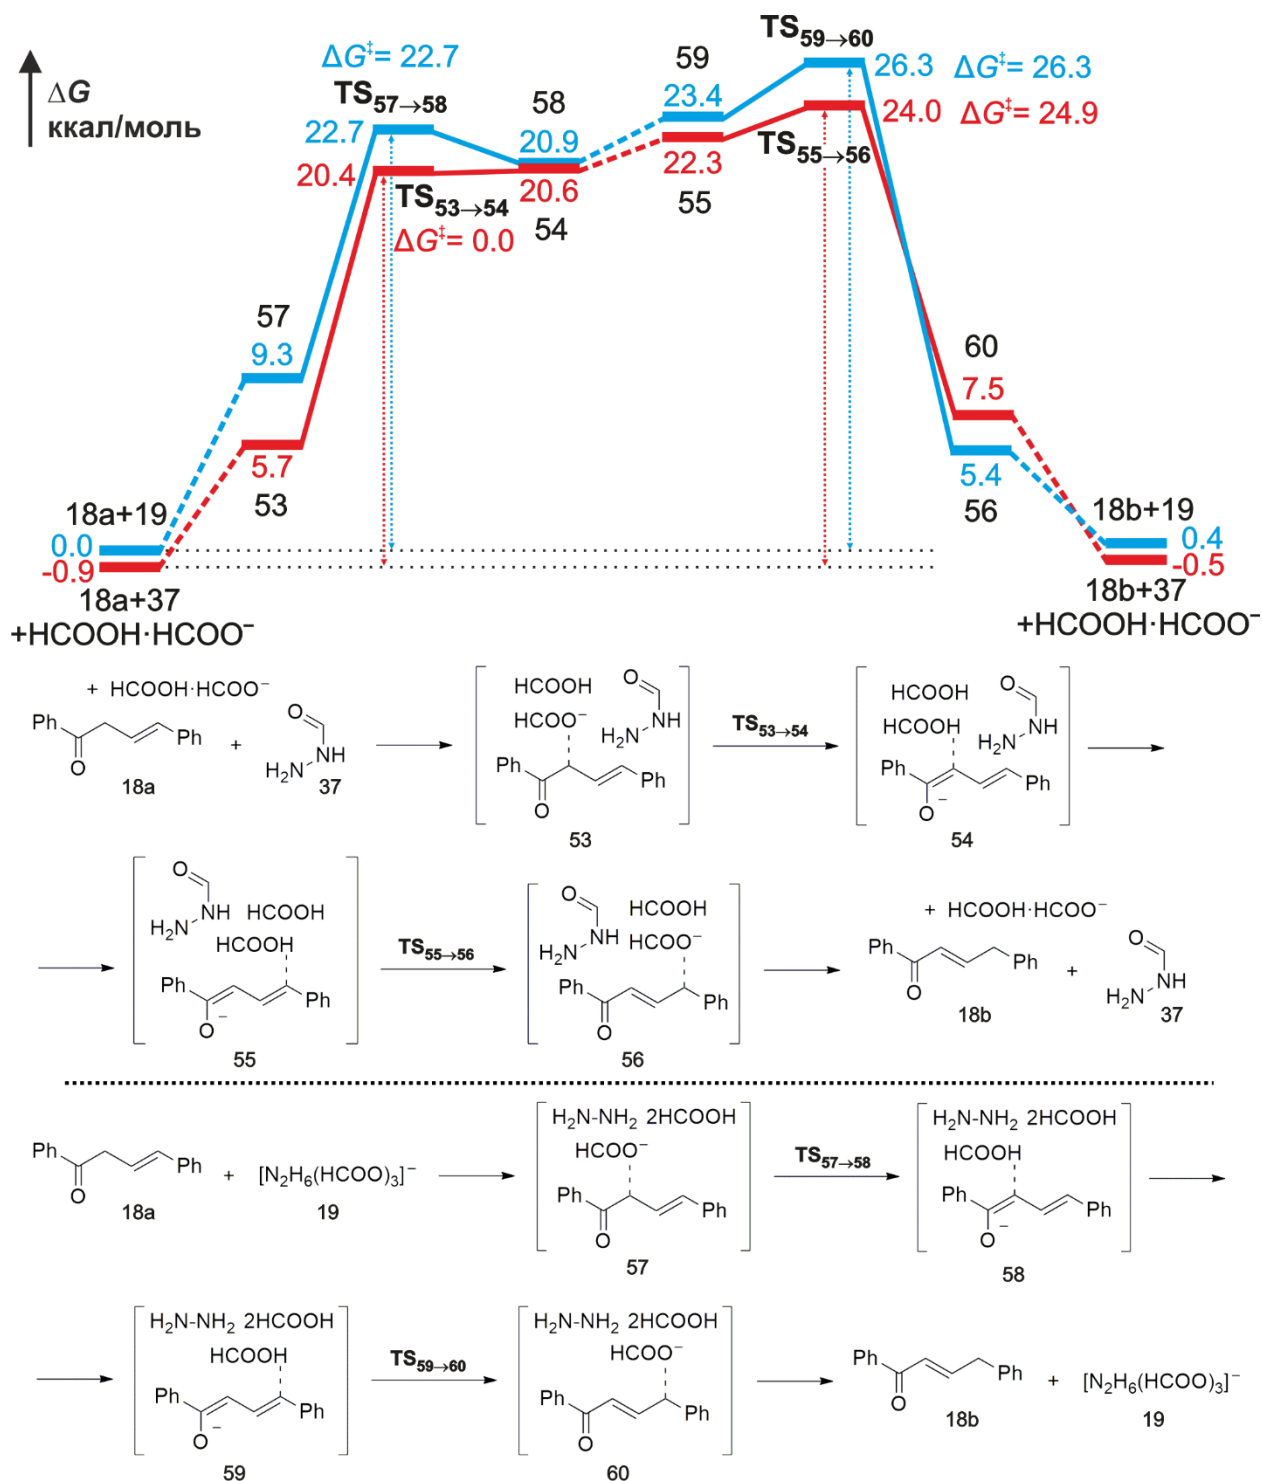 TS59→60
ΔG‡= 22.7
59
26.3 ΔG‡= 26.3
ΔG
ккал/моль
TS57→58
58
23.4
24.0 ΔG‡= 24.9
22.7
20.9
TS55→56
20.4
TS53→54
20.6
22.3
ΔG‡= 0.0
54
55
57
60
9.3
7.5
5.7
5.4
53
56
18a+19
18b+19
0.0
0.4
-0.9
-0.5
18a+37
18b+37
+HCOOH·HCOO−
+HCOOH·HCOO−
+ HCOOH·HCOO−
Ph
O
Ph
18a
+
O
NH
H2N
37
HCOOH
HCOO−
O
NH
H2N
Ph
O
Ph
53
TS53→54
HCOOH
HCOOH
O
NH
H2N
Ph
O −
Ph
54
O
NH
H2N
HCOOH
HCOOH
Ph
O −
Ph
55
TS55→56
O
NH
H2N
HCOOH
HCOO−
Ph
O
Ph
56
+ HCOOH·HCOO−
Ph
O
Ph
18b
+
O
NH
H2N
37
Ph
O
Ph
18a
+
[N2H6(HCOO)3]−
19
H2N-NH2 2HCOOH
HCOO−
Ph
O
Ph
57
TS57→58
H2N-NH2 2HCOOH
HCOOH
Ph
O −
Ph
58
H2N-NH2 2HCOOH
HCOOH
Ph
O −
Ph
59
TS59→60
H2N-NH2 2HCOOH
HCOO−
Ph
O
Ph
60
Ph
O
Ph
18b
+
[N2H6(HCOO)3]−
19